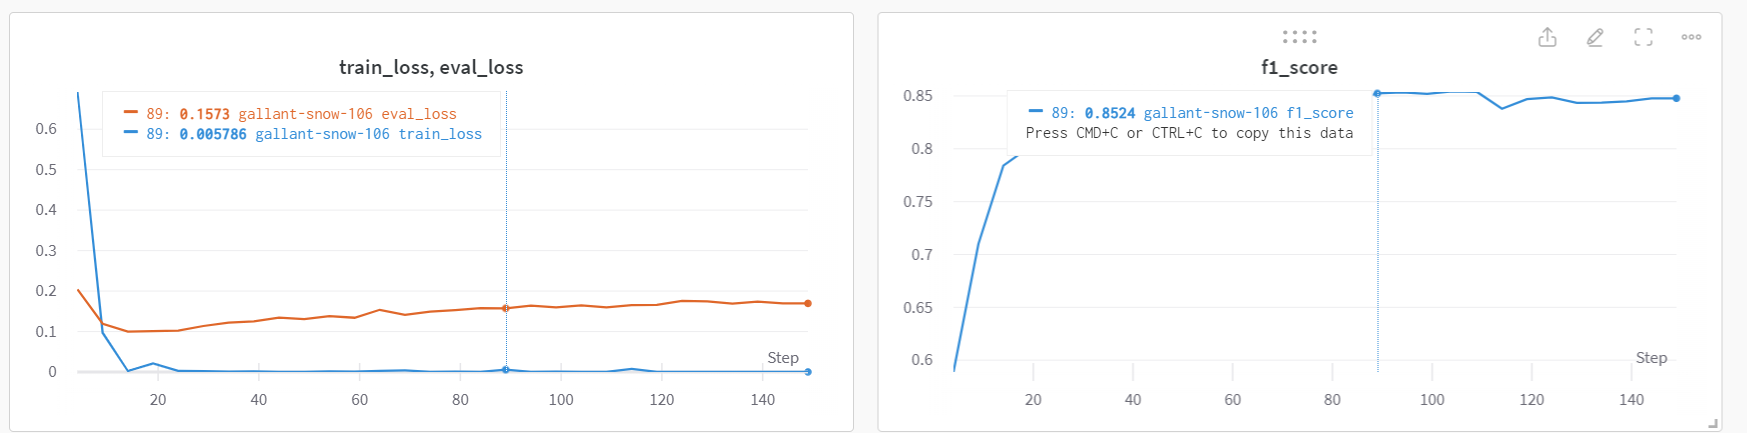 train_loss, eval_loss
89: 0.1573 gallant-snow-106 eval_loss
89: 0.005786 gallant-snow-106 train_loss
0.6
0.5
0.4
0.3
0.2
0.1
0
Step
20 40 60 80 100 120 140
f1_score
89: 0.8524 gallant-snow-106 f1_score
Press CMD+C or CTRL+C to copy this data
0.85
0.8
0.75
0.7
0.65
0.6
Step
20 40 60 80 100 120 140